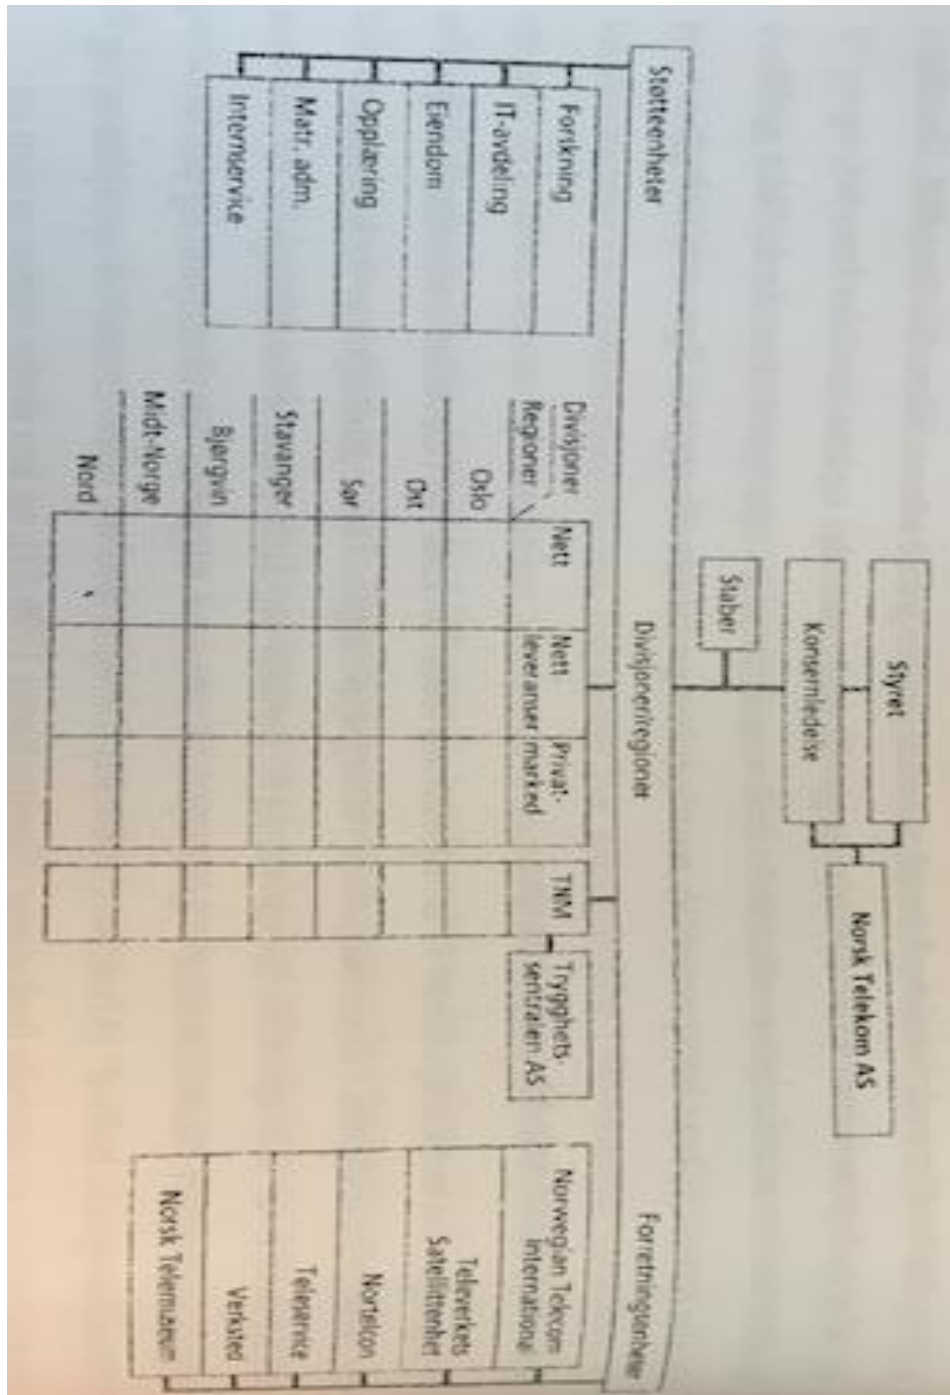 Styret
Konsernledelse
Norsk Telekom AS
Staber
Støtteenheter
Divisjoner/regioner
Forretningsenheter
Forskning
IT-avdeling
Eiendom
Opplæring
Matr. adm.
Internservice
Divisjoner
Regioner
Nett
Nett
leveranser
Privat-
marked
TNM
Trygghets-
sentralen AS
Oslo
Øst
Sør
Stavanger
Bjørgvin
Midt-Norge
Nord
Norwegian Telecom
International
Televerkets
Satellittenhet
Nortelcon
Teleservice
Verksted
Norsk Telemuseum